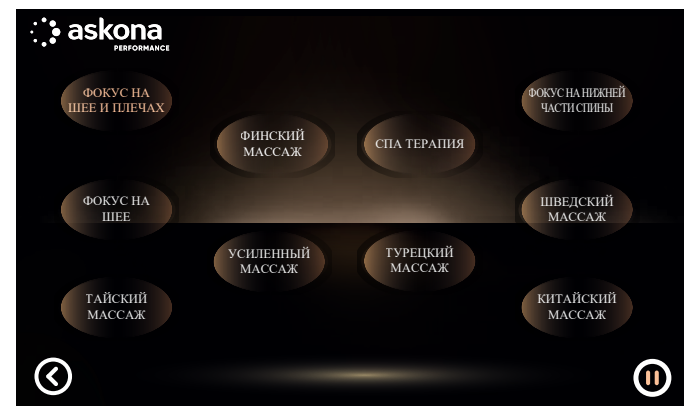 askona
PERFORMANCE
ФОКУС НА
ШЕЕ И ПЛЕЧАХ
ФОКУС НА НИЖНЕЙ
ЧАСТИ СПИНЫ
ФИНСКИЙ
МАССАЖ
СПА ТЕРАПИЯ
ФОКУС НА
ШЕЕ
ШВЕДСКИЙ
МАССАЖ
УСИЛЕННЫЙ
МАССАЖ
ТУРЕЦКИЙ
МАССАЖ
ТАЙСКИЙ
МАССАЖ
КИТАЙСКИЙ
МАССАЖ